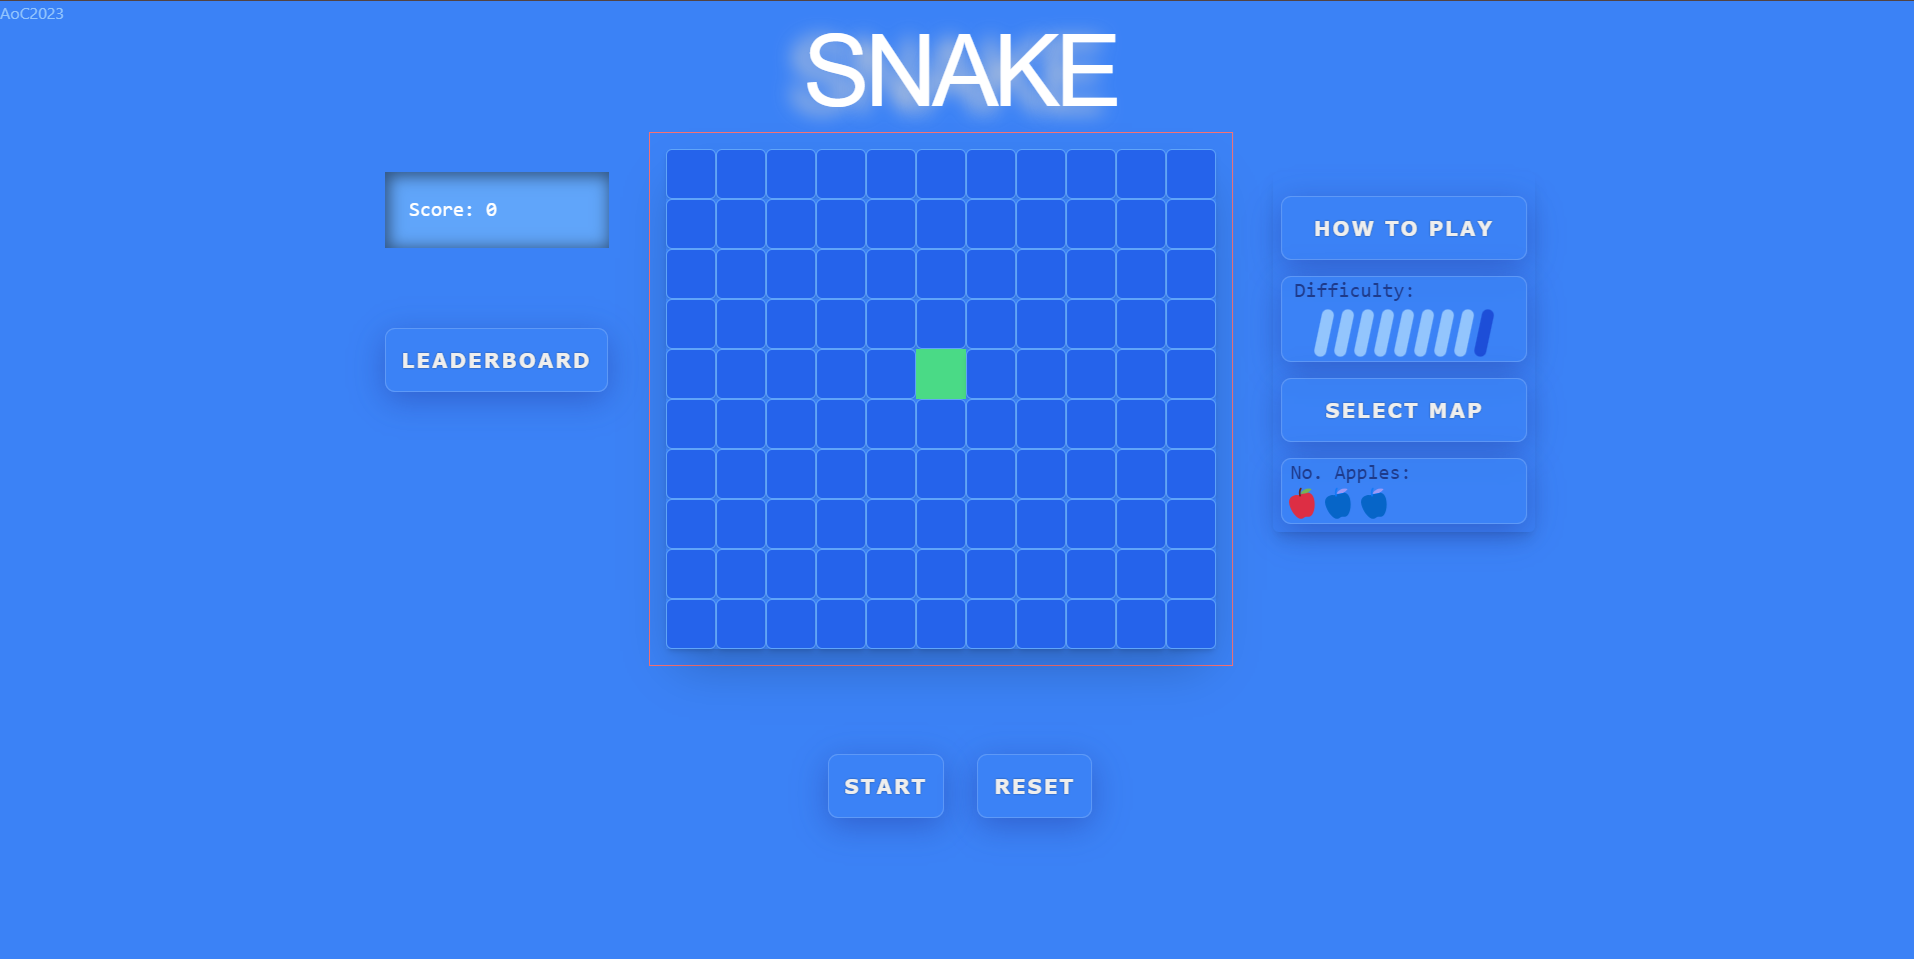 AoC2023
SNAKE
Score: 0
LEADERBOARD
HOW TO PLAY
Difficulty:
SELECT MAP
No. Apples:
START
RESET